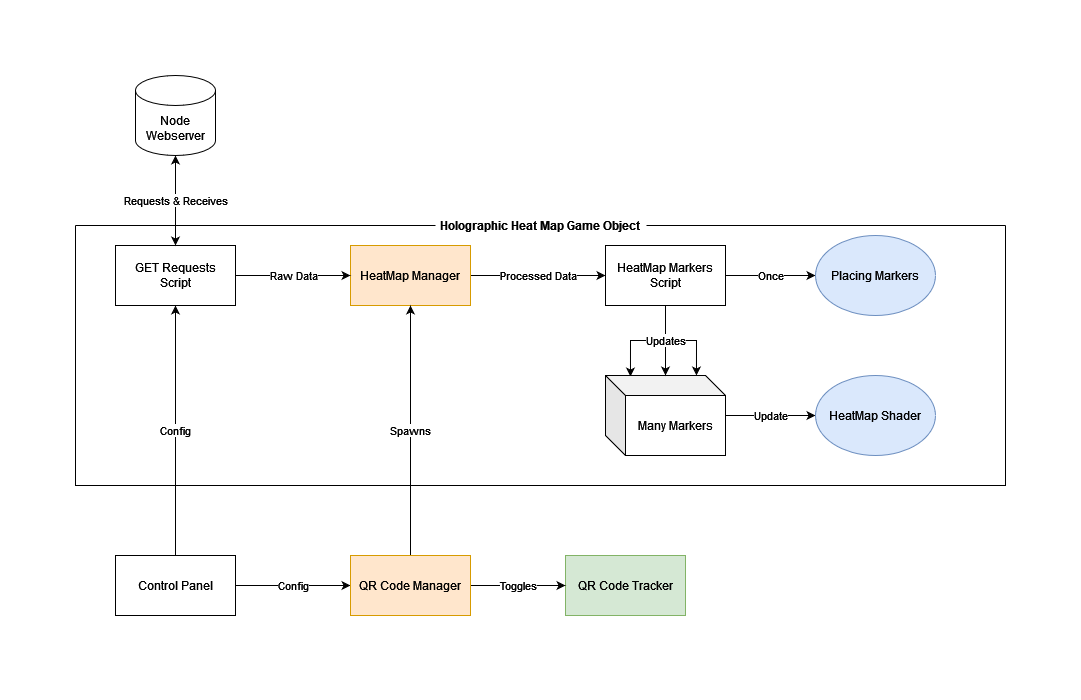 Node
Webserver
Requests & Receives
Holographic Heat Map Game Object
GET Requests
Script
Raw Data
HeatMap Manager
Processed Data
HeatMap Markers
Script
Once
Placing Markers
Updates
Many Markers
Update
HeatMap Shader
Config
Spawns
Control Panel
Config
QR Code Manager
Toggles
QR Code Tracker